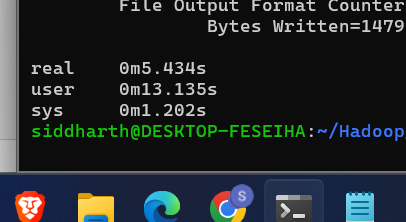 File Output Format Counter
Bytes Written=1479
real 0m5.434s
user 0m13.135s
sys 0m1.202s
siddharth@DESKTOP-FESEIHA:~/Hadoop
S